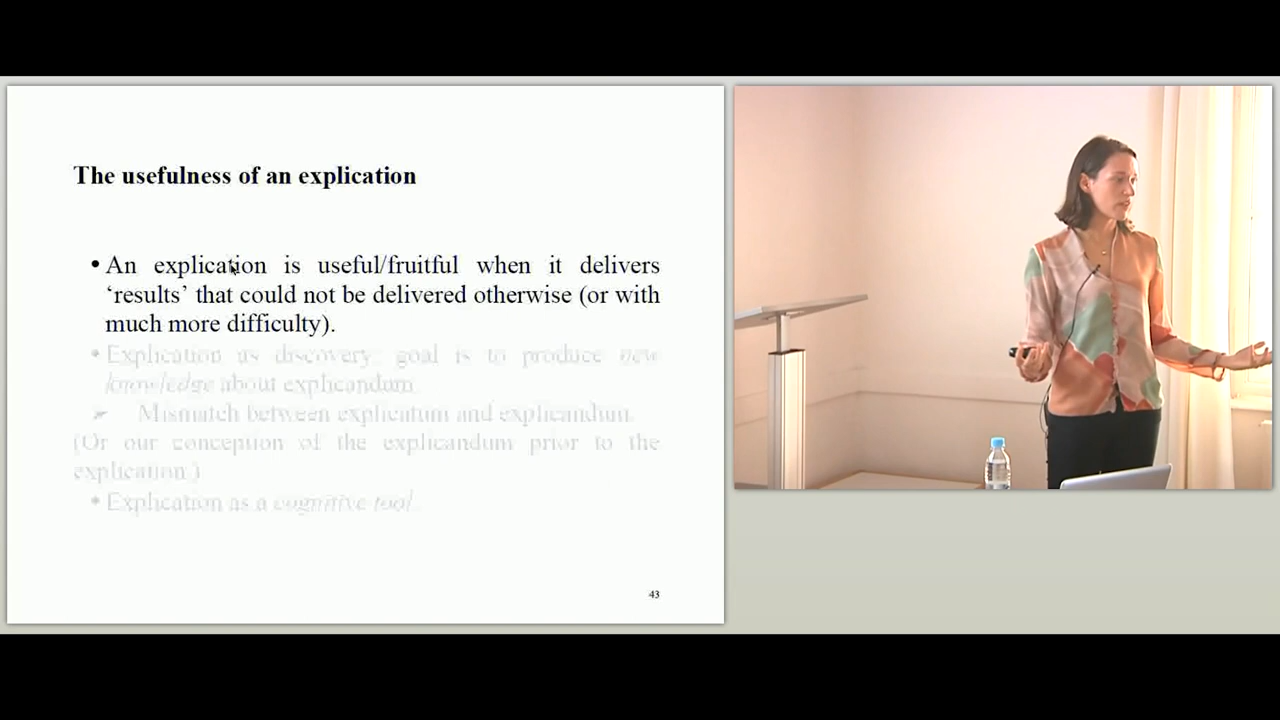 The usefulness of an explication
• An explication is useful/fruitful when it delivers
‘results’ that could not be delivered otherwise (or with
much more difficulty).
• Explication as discovery: goal is to produce new
knowledge about explicandum.
➢ Mismatch between explicatum and explicandum.
(Or our conception of the explicandum prior to the
explication.)
• Explication as a cognitive tool.
43